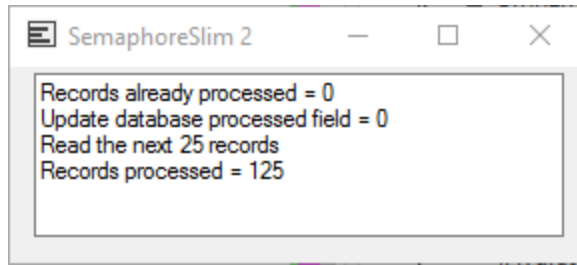 SemaphoreSlim 2
Records already processed = 0
Update database processed field = 0
Read the next 25 records
Records processed = 125